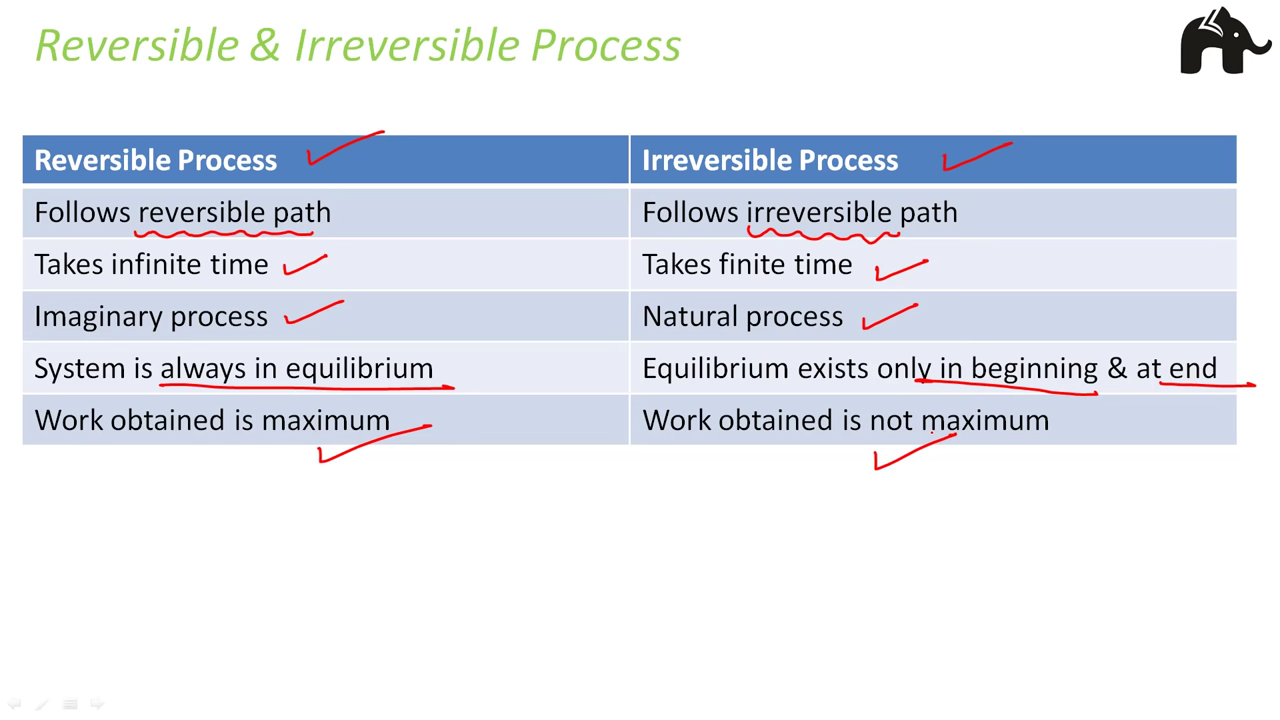 Reversible & Irreversible Process
Reversible Process
Irreversible Process
Follows reversible path
Follows irreversible path
Takes infinite time
Takes finite time
Imaginary process
Natural process
System is always in equilibrium
Equilibrium exists only in beginning & at end
Work obtained is maximum
Work obtained is not maximum